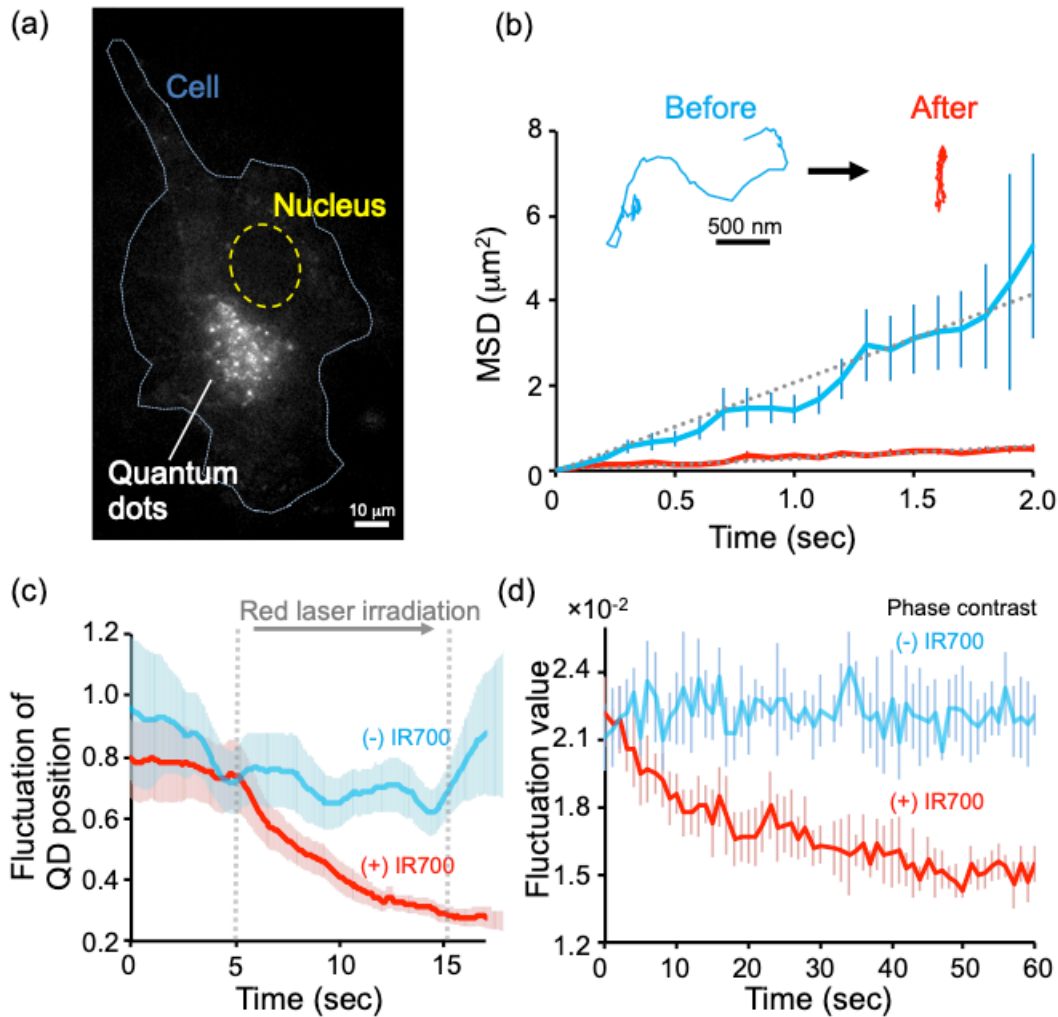 (a)
Cell
Nucleus
Quantum
dots
10 μm
(b)
Before
After
500 nm
MSD (μm²)
8
6
4
2
0
0
0.5
1.0
1.5
2.0
Time (sec)
(c)
Red laser irradiation
Fluctuation of
QD position
1.2
1.0
0.8
0.6
0.4
0.2
(-) IR700
(+) IR700
0
5
10
15
Time (sec)
(d)
×10⁻²
Phase contrast
(-) IR700
(+) IR700
Fluctuation value
2.4
2.1
1.8
1.5
1.2
0
10
20
30
40
50
60
Time (sec)